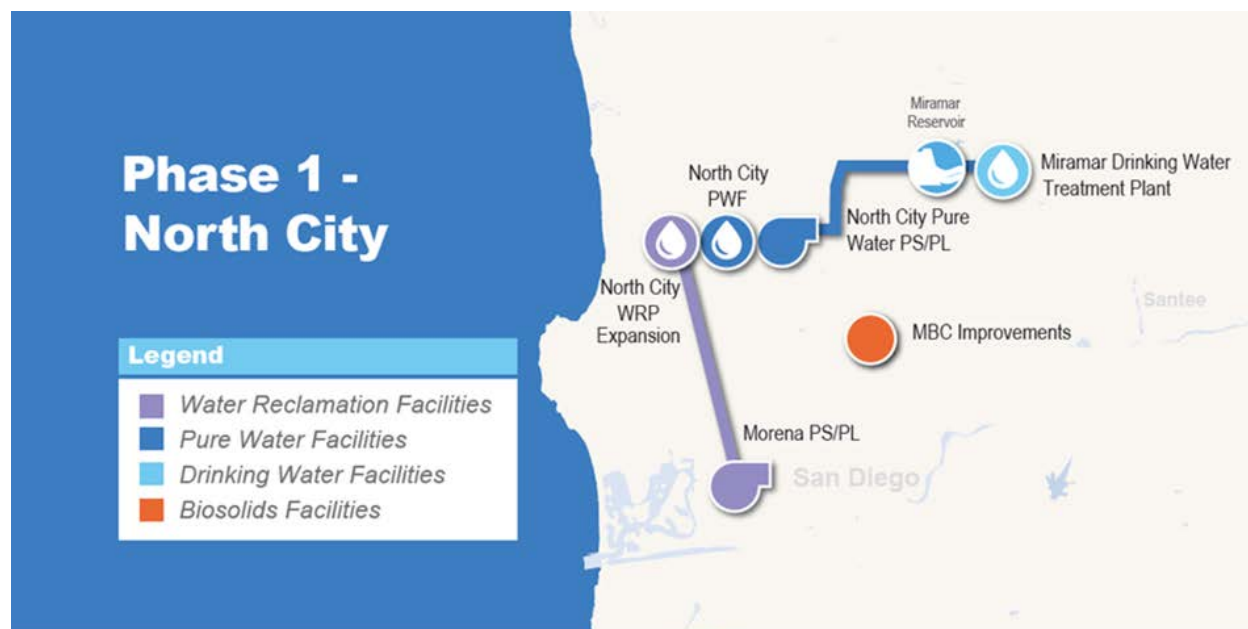 Phase 1 -
North City
Legend
Water Reclamation Facilities
Pure Water Facilities
Drinking Water Facilities
Biosolids Facilities
Miramar
Reservoir
Miramar Drinking Water
Treatment Plant
North City
PWF
North City Pure
Water PS/PL
North City
WRP
Expansion
Santee
MBC Improvements
Morena PS/PL
San Diego